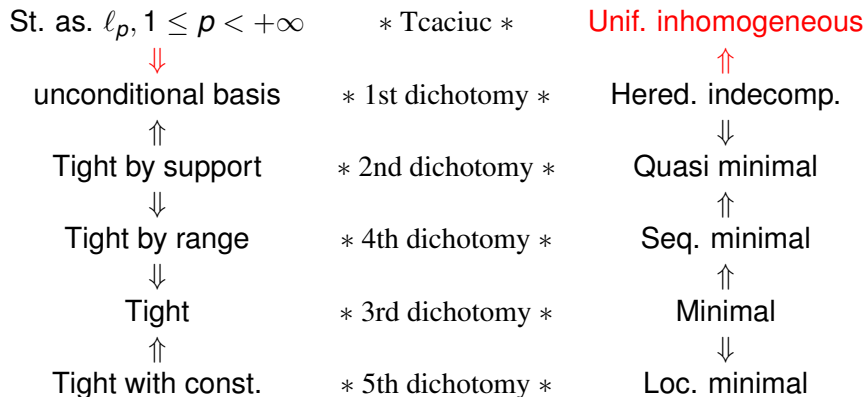 St. as. ℓp, 1 ≤ p < +∞ ∗ Tcaciuc ∗ Unif. inhomogeneous
⇓ ⇑
unconditional basis ∗ 1st dichotomy ∗ Hered. indecomp.
⇑ ⇓
Tight by support ∗ 2nd dichotomy ∗ Quasi minimal
⇓ ⇑
Tight by range ∗ 4th dichotomy ∗ Seq. minimal
⇓ ⇑
Tight ∗ 3rd dichotomy ∗ Minimal
⇑ ⇓
Tight with const. ∗ 5th dichotomy ∗ Loc. minimal